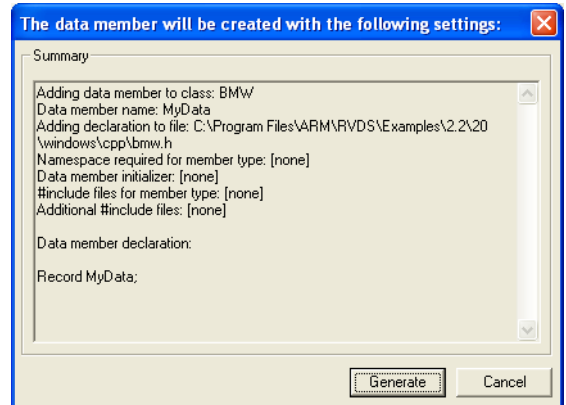 The data member will be created with the following settings:
Summary
Adding data member to class: BMW
Data member name: MyData
Adding declaration to file: C:\Program Files\ARM\RVDS\Examples\2.2\20
\windows\cpp\bmw.h
Namespace required for member type: [none]
Data member initializer: [none]
#include files for member type: [none]
Additional #include files: [none]
Data member declaration:
Record MyData;
Generate
Cancel